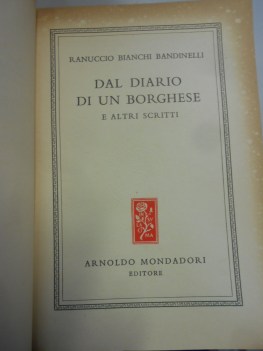 RANUCCIO BIANCHI BANDINELLI
DAL DIARIO
DI UN BORGHESE
E ALTRI SCRITTI
ARNOLDO MONDADORI
EDITORE